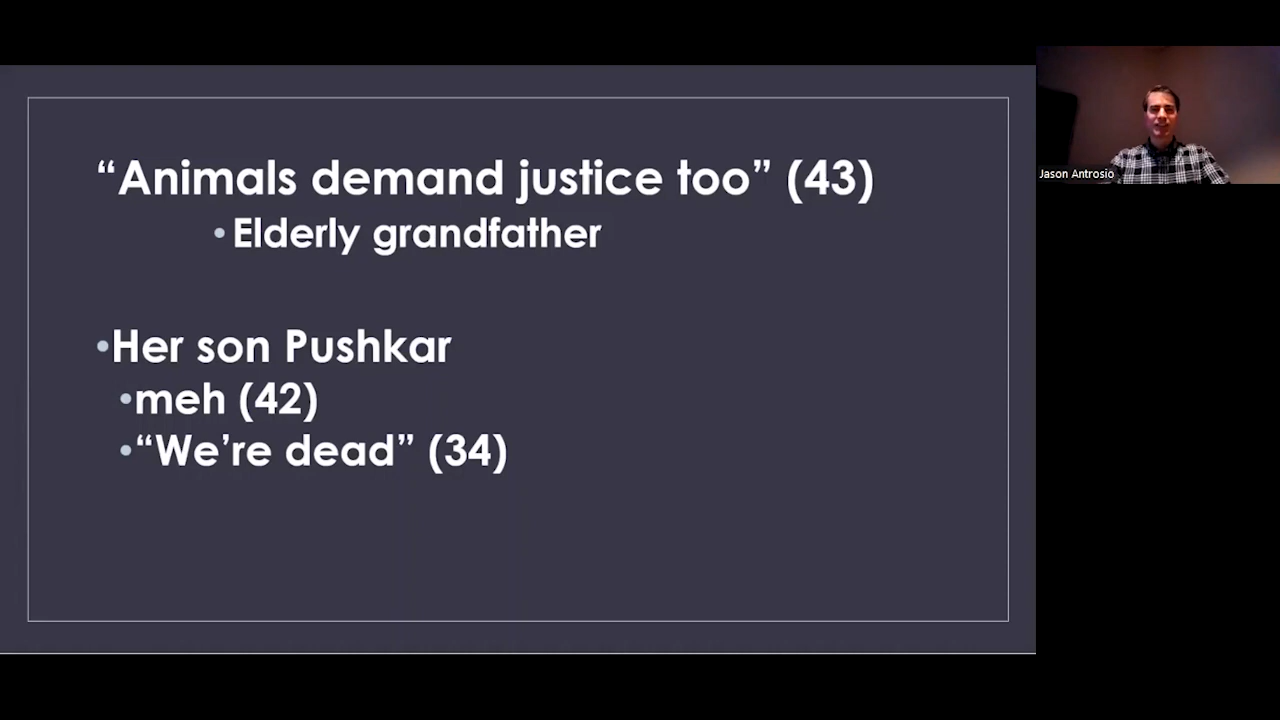 “Animals demand justice too” (43)
•Elderly grandfather
•Her son Pushkar
•meh (42)
•“We’re dead” (34)
Jason Antrosio